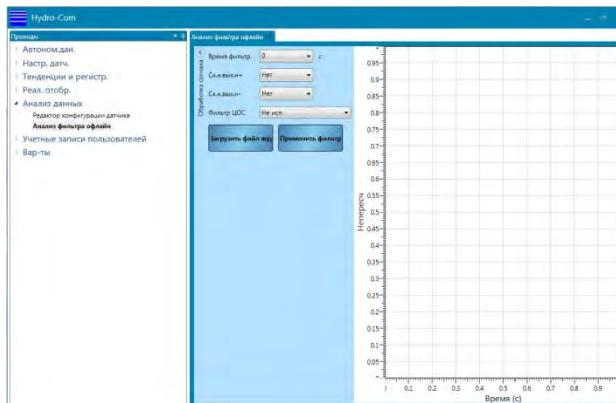 Hydro-Com
Проводн.
Автоном.дан.
Настр. датч.
Тенденции и регистр.
Реал. отобр.
Анализ данных
Редактор конфигурации датчика
Анализ фильтра офлайн
Учетные записи пользователей
Вар-ты
Анализ фильтра офлайн
Обработка сигнала
Время фильтр
0
с
Ск.н.выхн+
Нет
Ск.н.выхн-
Нет
Фильтр ЦОС
Не исп
Загрузить файл жур
Применить фильтр
Непересч
0.95
0.9
0.85
0.8
0.75
0.7
0.65
0.6
0.55
0.5
0.45
0.4
0.35
0.3
0.25
0.2
0.15
0.1
0.05
0.1 0.2 0.3 0.4 0.5 0.6 0.7 0.8 0.9
Время (с)